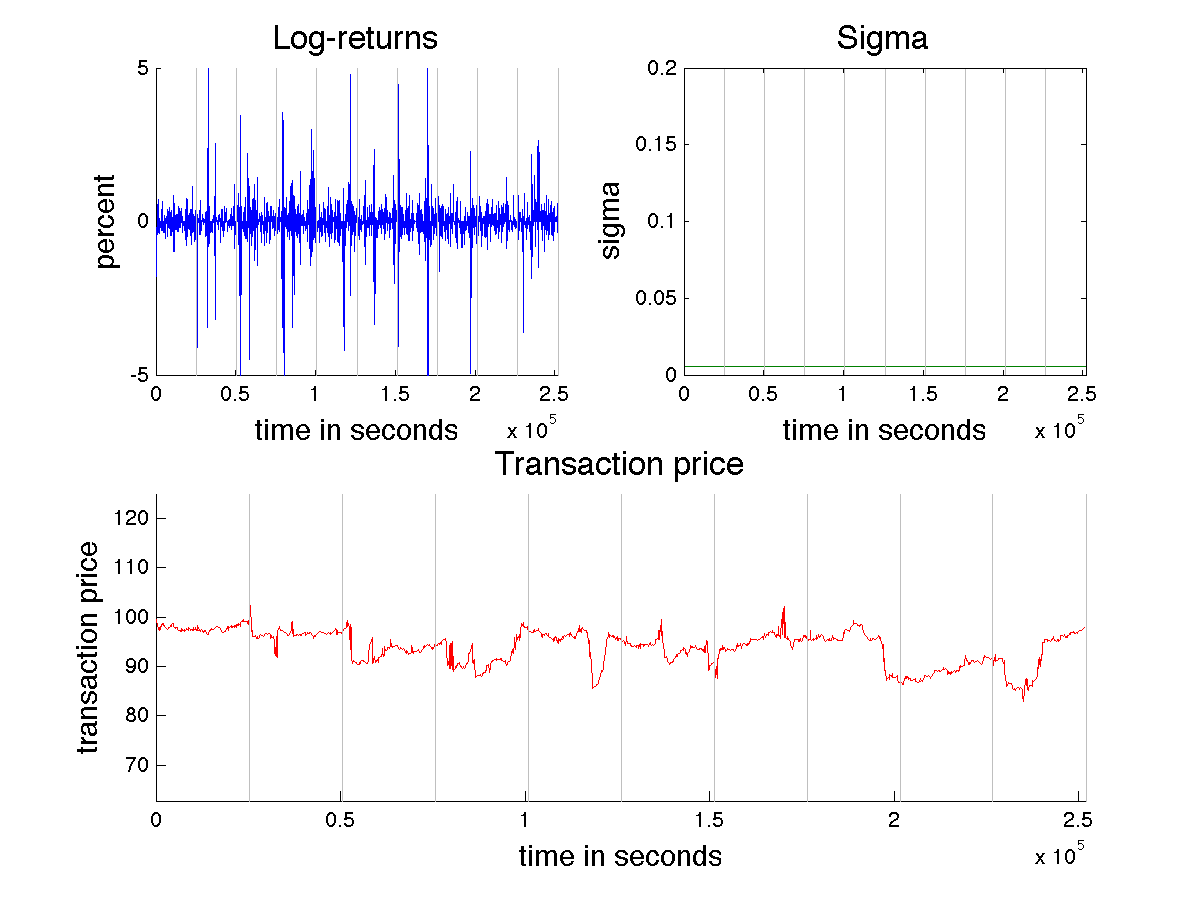 Log-returns
5
0
-5
percent
0 0.5 1 1.5 2 2.5
x 10^5
time in seconds
Sigma
0.2
0.15
0.1
0.05
0
sigma
0 0.5 1 1.5 2 2.5
x 10^5
time in seconds
Transaction price
120
110
100
90
80
70
transaction price
0 0.5 1 1.5 2 2.5
x 10^5
time in seconds